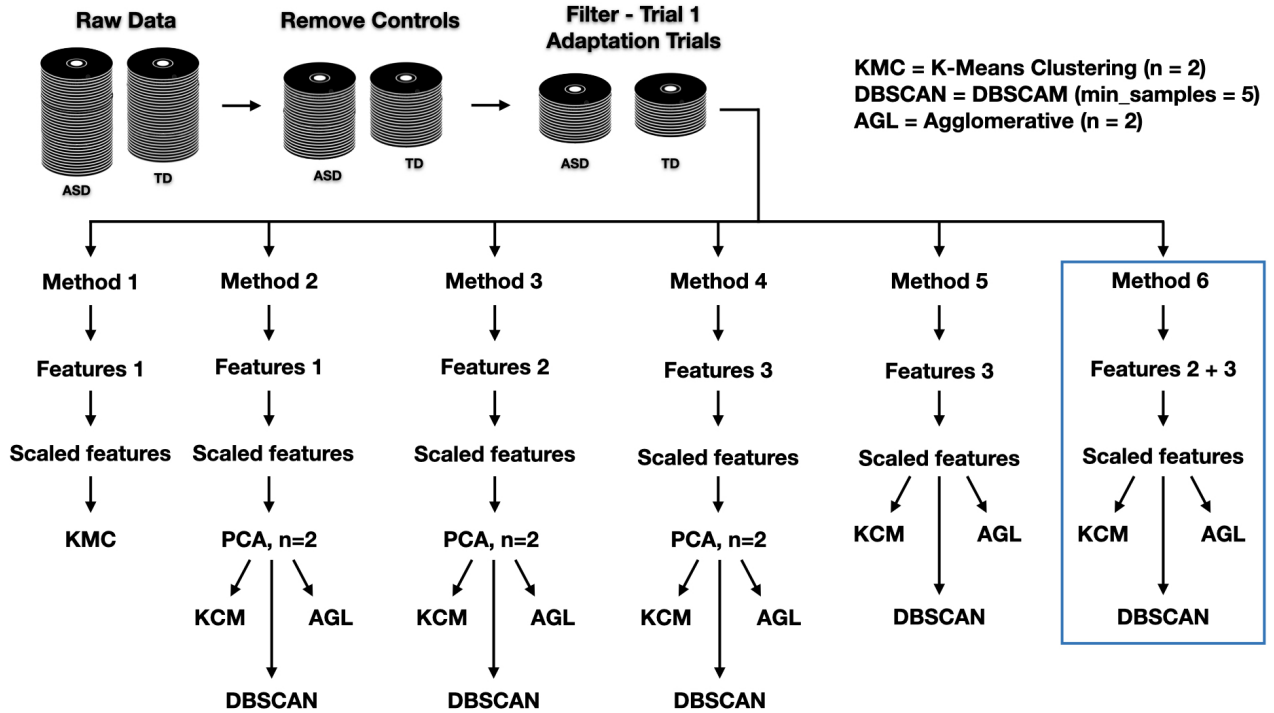 Raw Data
Remove Controls
Filter - Trial 1
Adaptation Trials
KMC = K-Means Clustering (n = 2)
DBSCAN = DBSCAM (min_samples = 5)
AGL = Agglomerative (n = 2)
ASD
TD
ASD
TD
ASD
TD
Method 1
Method 2
Method 3
Method 4
Method 5
Method 6
Features 1
Features 1
Features 2
Features 3
Features 3
Features 2 + 3
Scaled features
Scaled features
Scaled features
Scaled features
Scaled features
Scaled features
KMC
PCA, n=2
PCA, n=2
PCA, n=2
KCM
AGL
KCM
AGL
KCM
AGL
KCM
AGL
KCM
AGL
DBSCAN
DBSCAN
DBSCAN
DBSCAN
DBSCAN